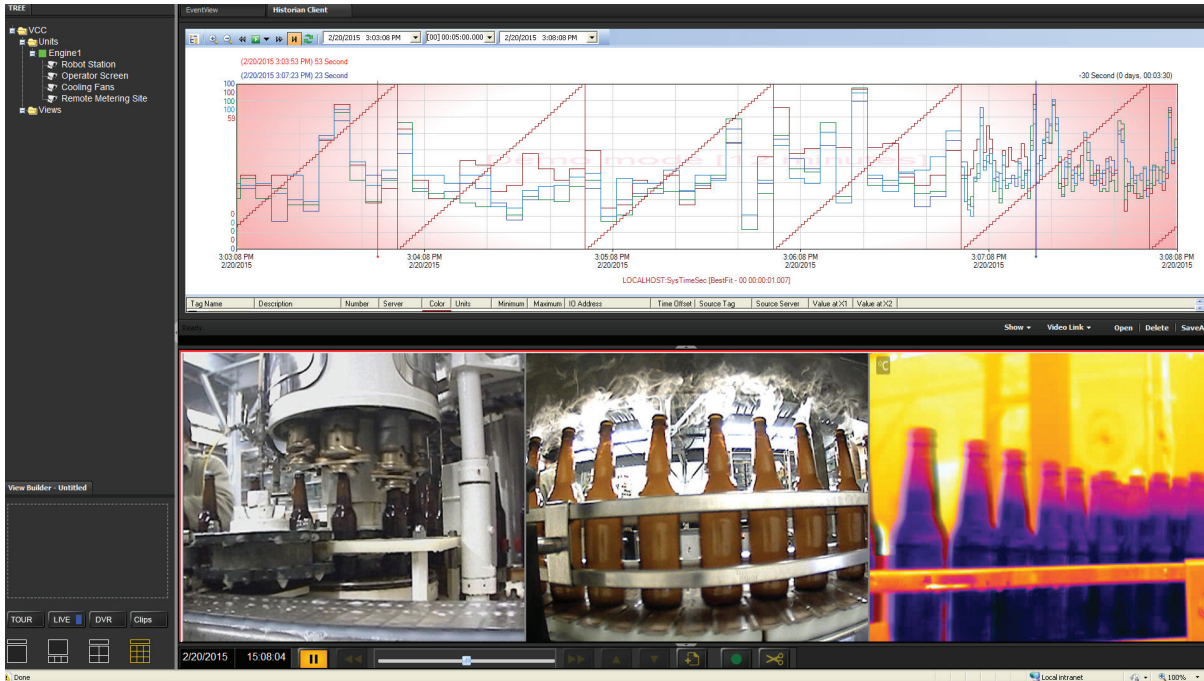 TREE
VCC
Units
Engine1
Robot Station
Operator Screen
Cooling Fans
Remote Metering Site
Views
EventView
Historian Client
2/20/2015 3:03:08 PM
[00] 00:05:00.000
2/20/2015 3:08:08 PM
(2/20/2015 3:03:53 PM) 53 Second
(2/20/2015 3:07:23 PM) 23 Second
-30 Second (0 days, 00:03:30)
100
100
100
100
59
Demo mode [12 minutes]
0
0
0
0
0
3:03:08 PM 3:04:08 PM 3:05:08 PM 3:06:08 PM 3:07:08 PM 3:08:08 PM
2/20/2015 2/20/2015 2/20/2015 2/20/2015 2/20/2015 2/20/2015
LOCALHOST:SysTimeSec [BestFit - 00 00:00:01.007]
Tag Name Description Number Server Color Units Minimum Maximum IO Address Time Offset Source Tag Source Server Value at X1 Value at X2
Ready
Show Video Link Open Delete SaveA
°C
View Builder - Untitled
TOUR LIVE DVR Clips
2/20/2015 15:08:04
Done
Local intranet
100%